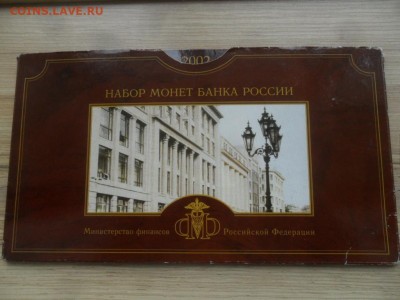 COINS.CAVE.RU
2002
НАБОР МОНЕТ БАНКА РОССИИ
Министерство финансов Российской Федерации